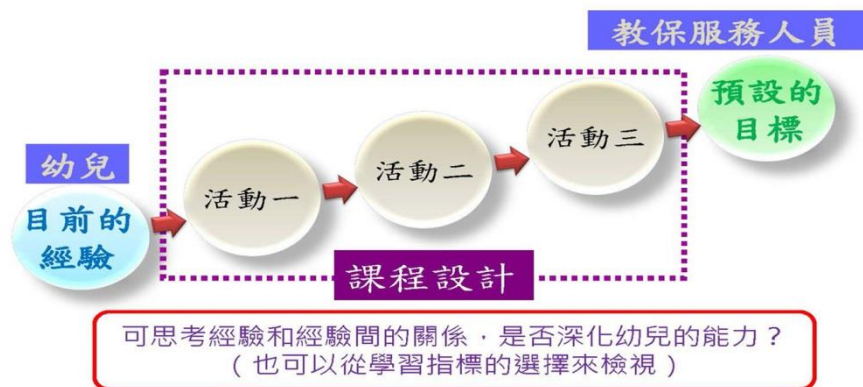 教保服務人員
預設的
目標
活動三
活動二
活動一
幼兒
目前的
經驗
課程設計
可思考經驗和經驗間的關係，是否深化幼兒的能力？
（也可以從學習指標的選擇來檢視）